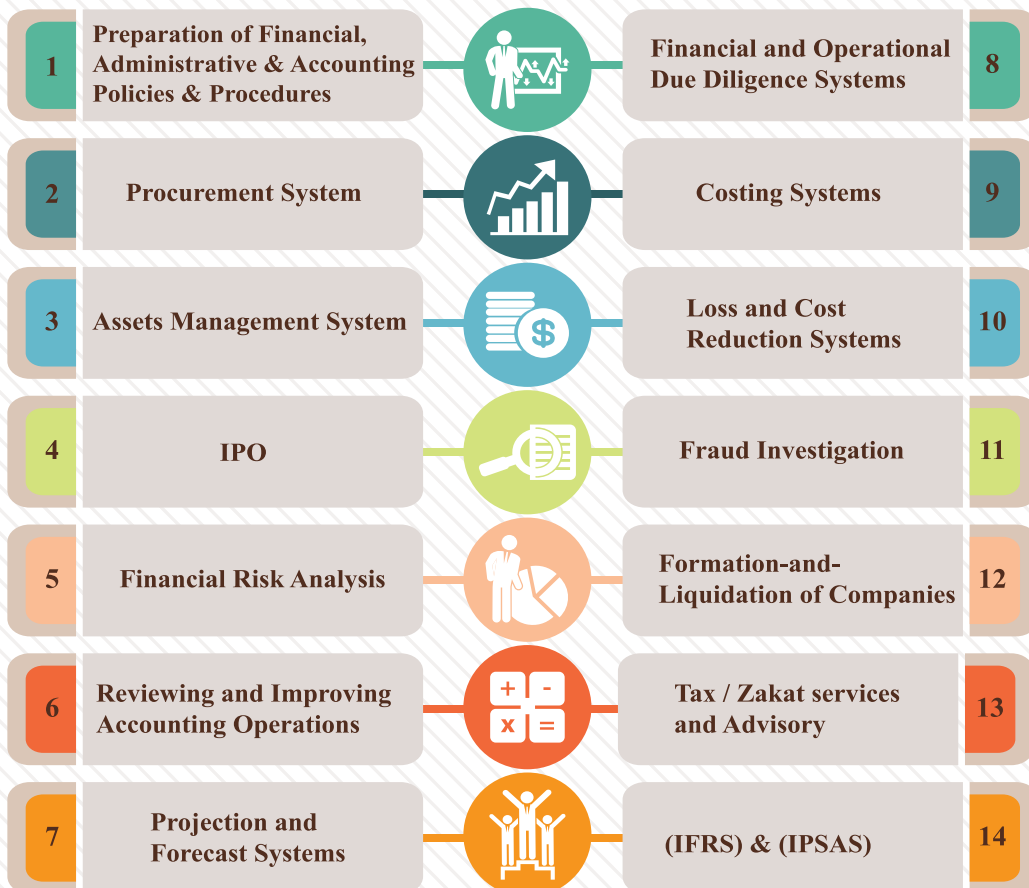 1
Preparation of Financial,
Administrative & Accounting
Policies & Procedures
2
Procurement System
3
Assets Management System
4
IPO
5
Financial Risk Analysis
6
Reviewing and Improving
Accounting Operations
7
Projection and
Forecast Systems
$
+ -
x =
Financial and Operational
Due Diligence Systems
8
Costing Systems
9
Loss and Cost
Reduction Systems
10
Fraud Investigation
11
Formation-and-
Liquidation of Companies
12
Tax / Zakat services
and Advisory
13
(IFRS) & (IPSAS)
14